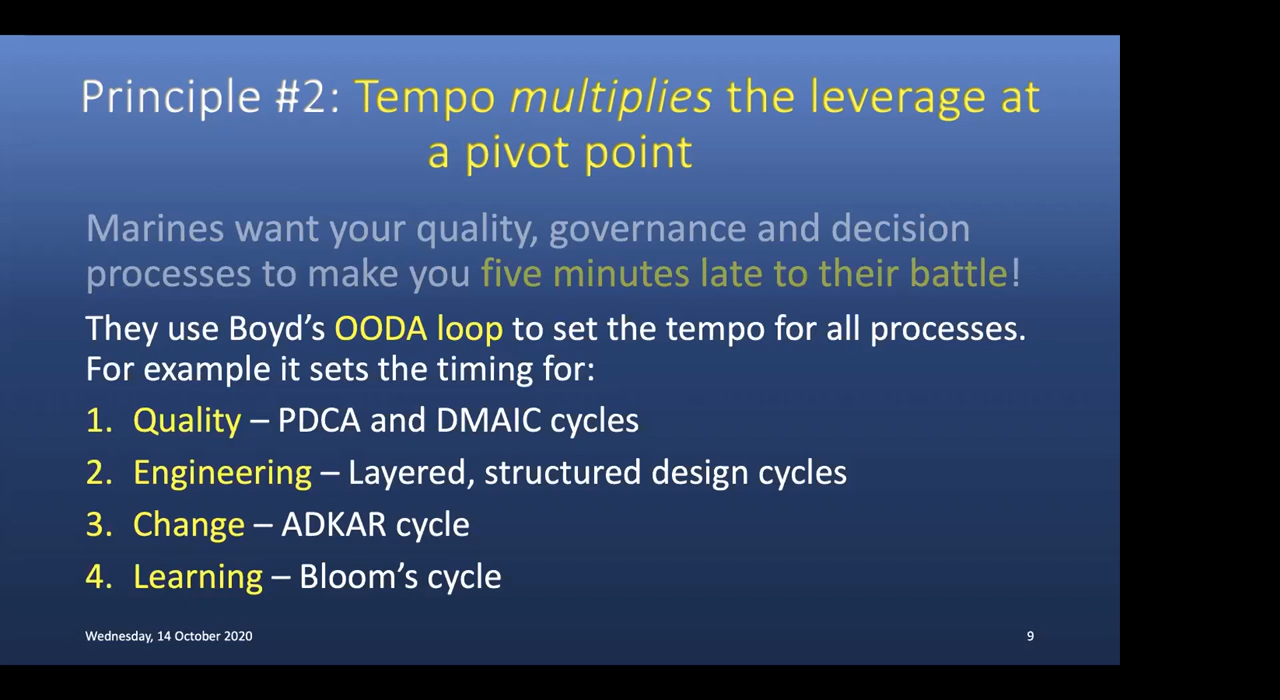 Principle #2: Tempo multiplies the leverage at
a pivot point
Marines want your quality, governance and decision
processes to make you five minutes late to their battle!
They use Boyd’s OODA loop to set the tempo for all processes.
For example it sets the timing for:
1. Quality – PDCA and DMAIC cycles
2. Engineering – Layered, structured design cycles
3. Change – ADKAR cycle
4. Learning – Bloom’s cycle
Wednesday, 14 October 2020
9